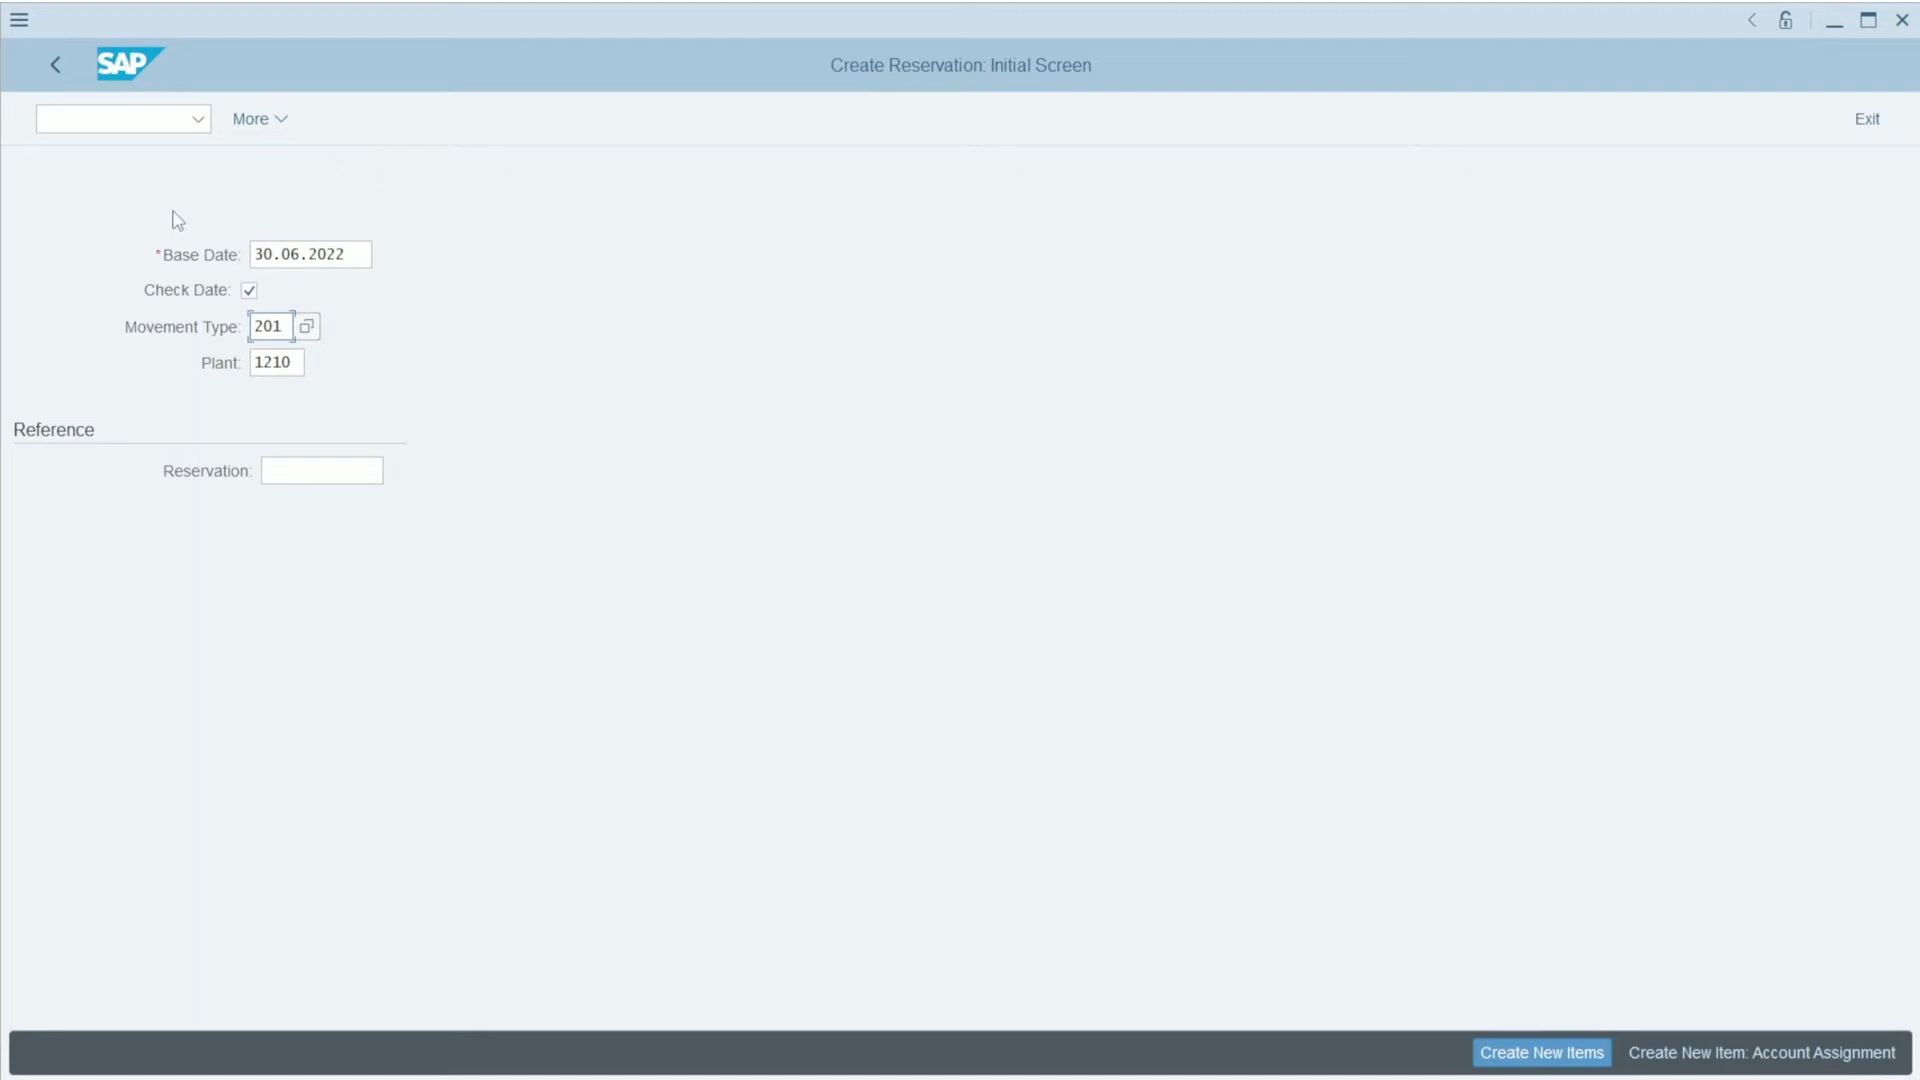 SAP
Create Reservation: Initial Screen
More
Exit
*Base Date: 30.06.2022
Check Date:
Movement Type: 201
Plant: 1210
Reference
Reservation:
Create New Items Create New Item: Account Assignment